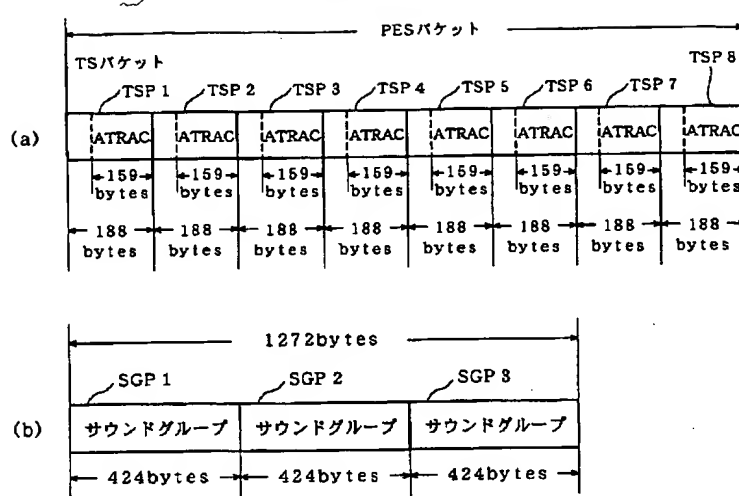 PESパケット
TSパケット
TSP 1 TSP 2 TSP 3 TSP 4 TSP 5 TSP 6 TSP 7 TSP 8
(a)
ATRAC ATRAC ATRAC ATRAC ATRAC ATRAC ATRAC ATRAC
159 159 159 159 159 159 159 159
bytes bytes bytes bytes bytes bytes bytes bytes
188 188 188 188 188 188 188 188
bytes bytes bytes bytes bytes bytes bytes bytes
1272bytes
SGP 1 SGP 2 SGP 3
(b)
サウンドグループ サウンドグループ サウンドグループ
424bytes 424bytes 424bytes